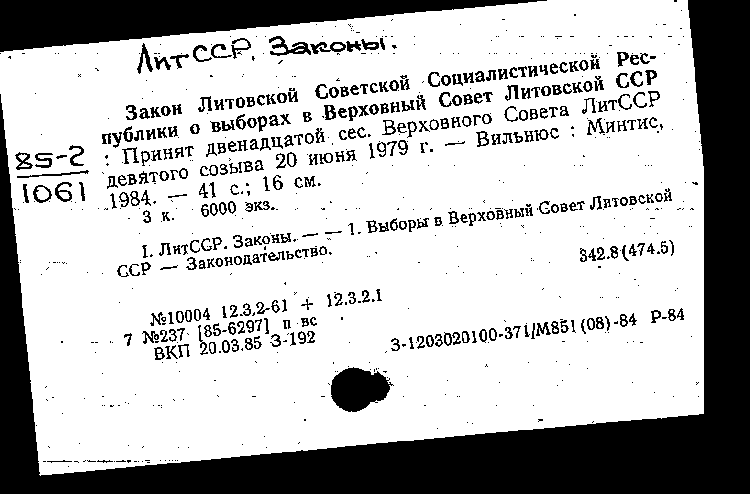 ЛитССР. Законы.
Закон Литовской Советской Социалистической Рес-
публики о выборах в Верховный Совет Литовской ССР
: Принят двенадцатой сес. Верховного Совета ЛитССР
девятого созыва 20 июня 1979 г. — Вильнюс : Минтис,
1984. — 41 с.; 16 см.
3 к. 6000 экз.
85-2
1061
I. ЛитССР. Законы. — — 1. Выборы в Верховный Совет Литовской
ССР — Законодательство.
342.8(474.5)
№10004 12.3.2-61 + 12.3.2.1
7 №237 [85-6297] п вс
ВКП 20.03.85 З-192
З-1203020100-371/М851(08)-84 Р-84